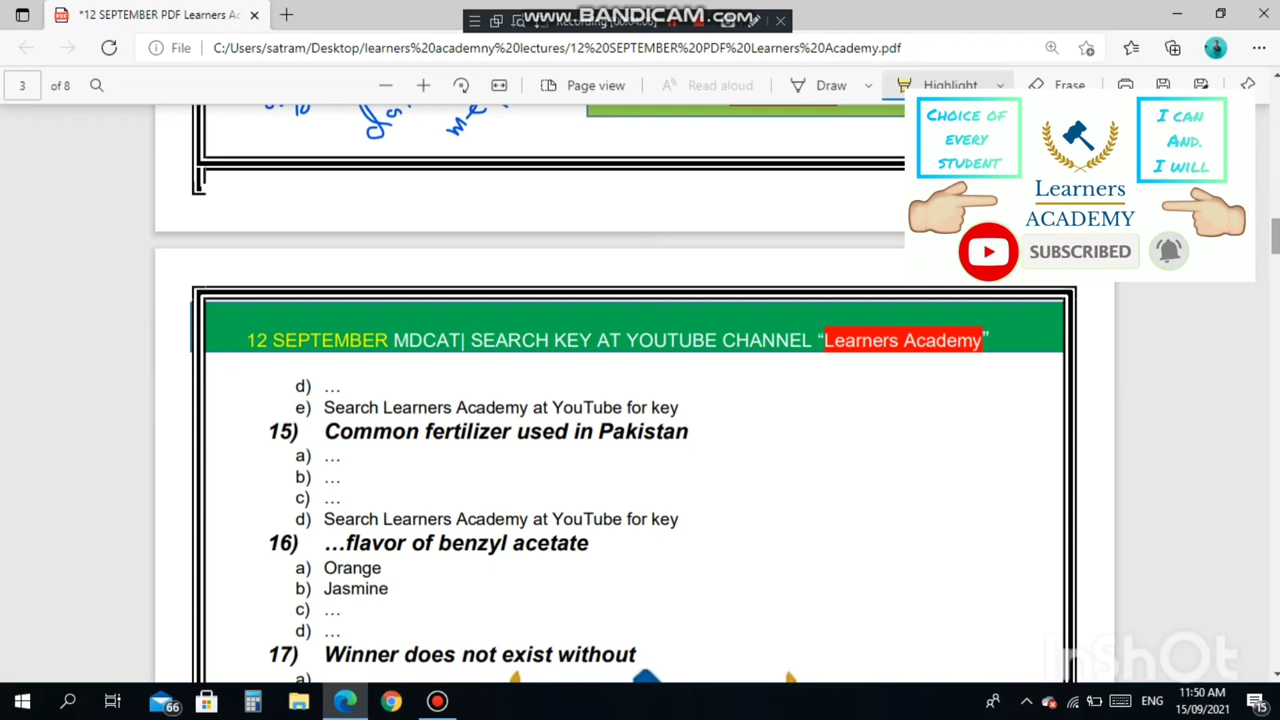 *12 SEPTEMBER PDF Learners Ac
www.BANDICAM.com
File
C:/Users/satram/Desktop/learners%20academny%20lectures/12%20SEPTEMBER%20PDF%20Learners%20Academy.pdf
3 of 8
Page view
Read aloud
Draw
Highlight
Erase
CHOICE OF
EVERY
STUDENT
I CAN
AND.
I WILL
Learners
ACADEMY
SUBSCRIBED
12 SEPTEMBER MDCAT| SEARCH KEY AT YOUTUBE CHANNEL “Learners Academy”
d) …
e) Search Learners Academy at YouTube for key
15) Common fertilizer used in Pakistan
a) …
b) …
c) …
d) Search Learners Academy at YouTube for key
16) …flavor of benzyl acetate
a) Orange
b) Jasmine
c) …
d) …
17) Winner does not exist without
a)
InShOt
66
ENG
11:50 AM
15/09/2021
15